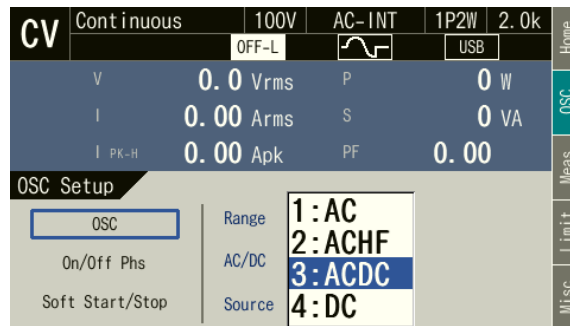 CV Continuous 100V AC-INT 1P2W 2.0k
OFF-L USB
V 0.0 Vrms P 0 W
I 0.00 Arms S 0 VA
I PK-H 0.00 Apk PF 0.00
OSC Setup
OSC
On/Off Phs
Soft Start/Stop
Range
AC/DC
Source
1:AC
2:ACHF
3:ACDC
4:DC
Home
OSC
Meas
Limit
Misc